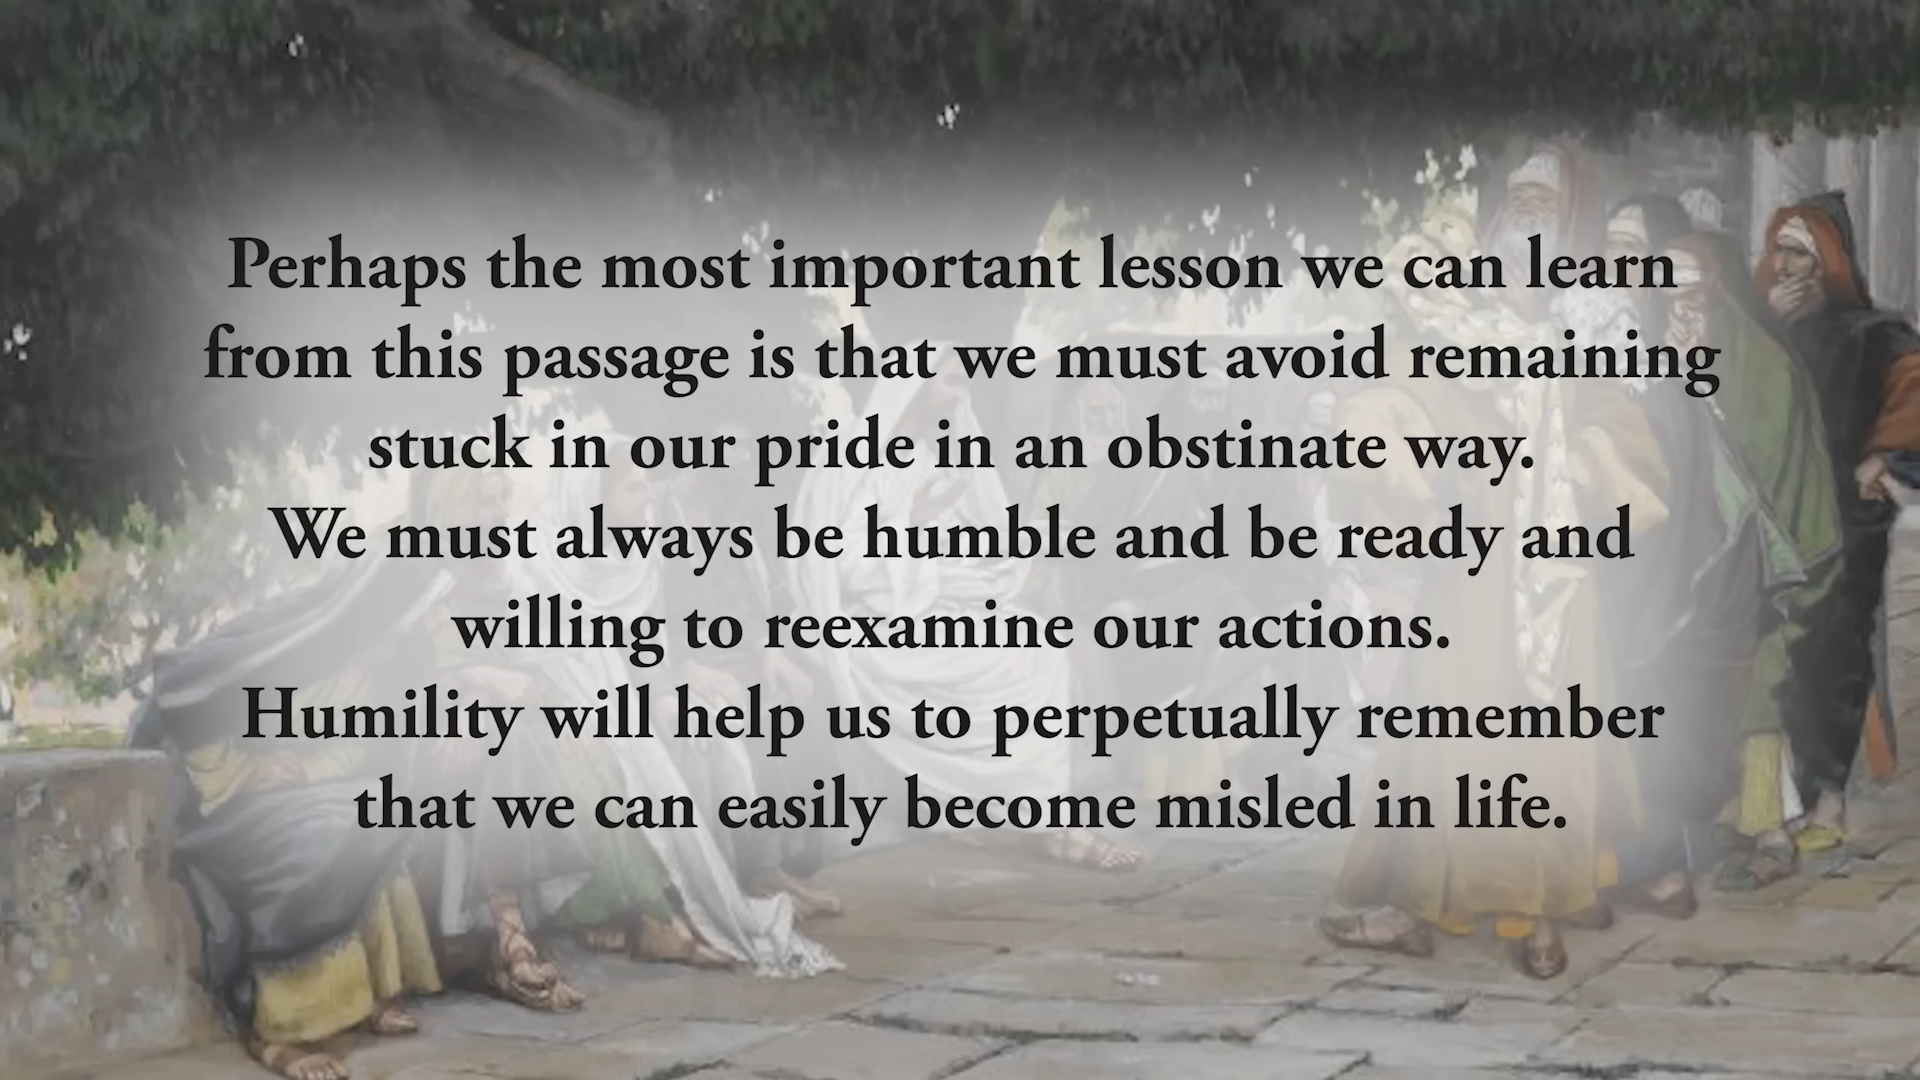 Perhaps the most important lesson we can learn
from this passage is that we must avoid remaining
stuck in our pride in an obstinate way.
We must always be humble and be ready and
willing to reexamine our actions.
Humility will help us to perpetually remember
that we can easily become misled in life.